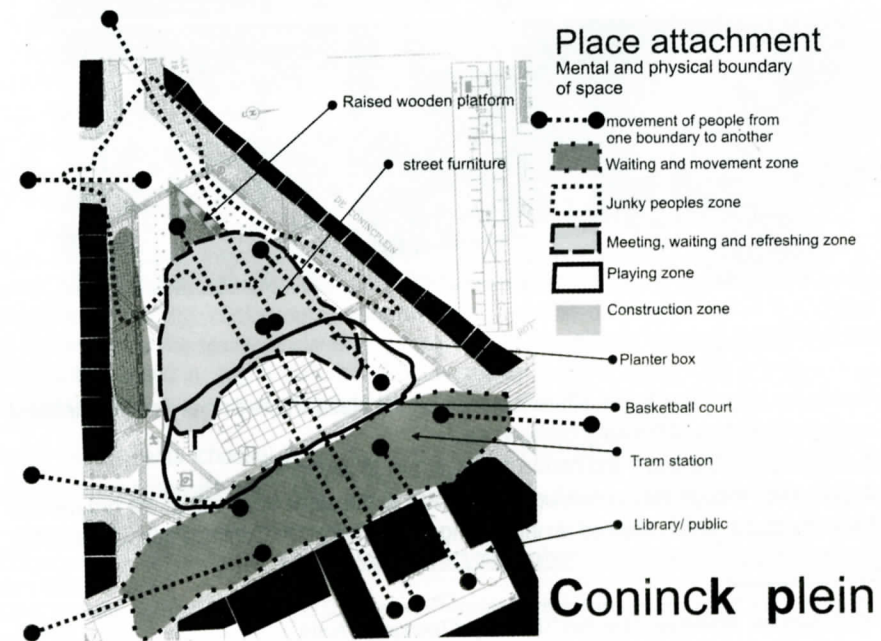 Place attachment
Mental and physical boundary
of space
movement of people from
one boundary to another
Waiting and movement zone
Junky peoples zone
Meeting, waiting and refreshing zone
Playing zone
Construction zone
Raised wooden platform
street furniture
DE CONINCPLEIN
Planter box
Basketball court
Tram station
Library/ public
Coninck plein